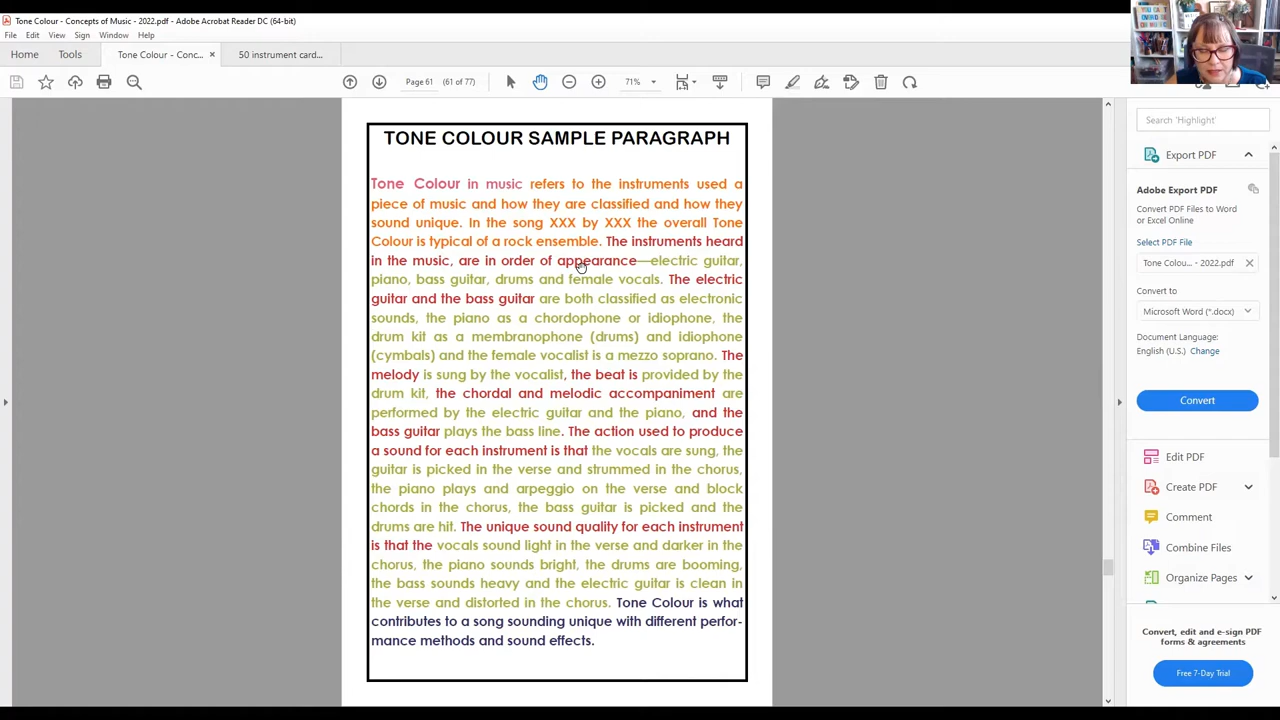 Tone Colour - Concepts of Music - 2022.pdf - Adobe Acrobat Reader DC (64-bit)
File Edit View Sign Window Help
Home Tools Tone Colour - Conc... × 50 instrument card...
Page 61 (61 of 77) 71%
TONE COLOUR SAMPLE PARAGRAPH
Tone Colour in music refers to the instruments used a
piece of music and how they are classified and how they
sound unique. In the song XXX by XXX the overall Tone
Colour is typical of a rock ensemble. The instruments heard
in the music, are in order of appearance—electric guitar,
piano, bass guitar, drums and female vocals. The electric
guitar and the bass guitar are both classified as electronic
sounds, the piano as a chordophone or idiophone, the
drum kit as a membranophone (drums) and idiophone
(cymbals) and the female vocalist is a mezzo soprano. The
melody is sung by the vocalist, the beat is provided by the
drum kit, the chordal and melodic accompaniment are
performed by the electric guitar and the piano, and the
bass guitar plays the bass line. The action used to produce
a sound for each instrument is that the vocals are sung, the
guitar is picked in the verse and strummed in the chorus,
the piano plays and arpeggio on the verse and block
chords in the chorus, the bass guitar is picked and the
drums are hit. The unique sound quality for each instrument
is that the vocals sound light in the verse and darker in the
chorus, the piano sounds bright, the drums are booming,
the bass sounds heavy and the electric guitar is clean in
the verse and distorted in the chorus. Tone Colour is what
contributes to a song sounding unique with different perfor-
mance methods and sound effects.
Search 'Highlight'
Export PDF
Adobe Export PDF
Convert PDF Files to Word
or Excel Online
Select PDF File
Tone Colou... - 2022.pdf ×
Convert to
Microsoft Word (*.docx)
Document Language:
English (U.S.) Change
Convert
Edit PDF
Create PDF
Comment
Combine Files
Organize Pages
Convert, edit and e-sign PDF
forms & agreements
Free 7-Day Trial